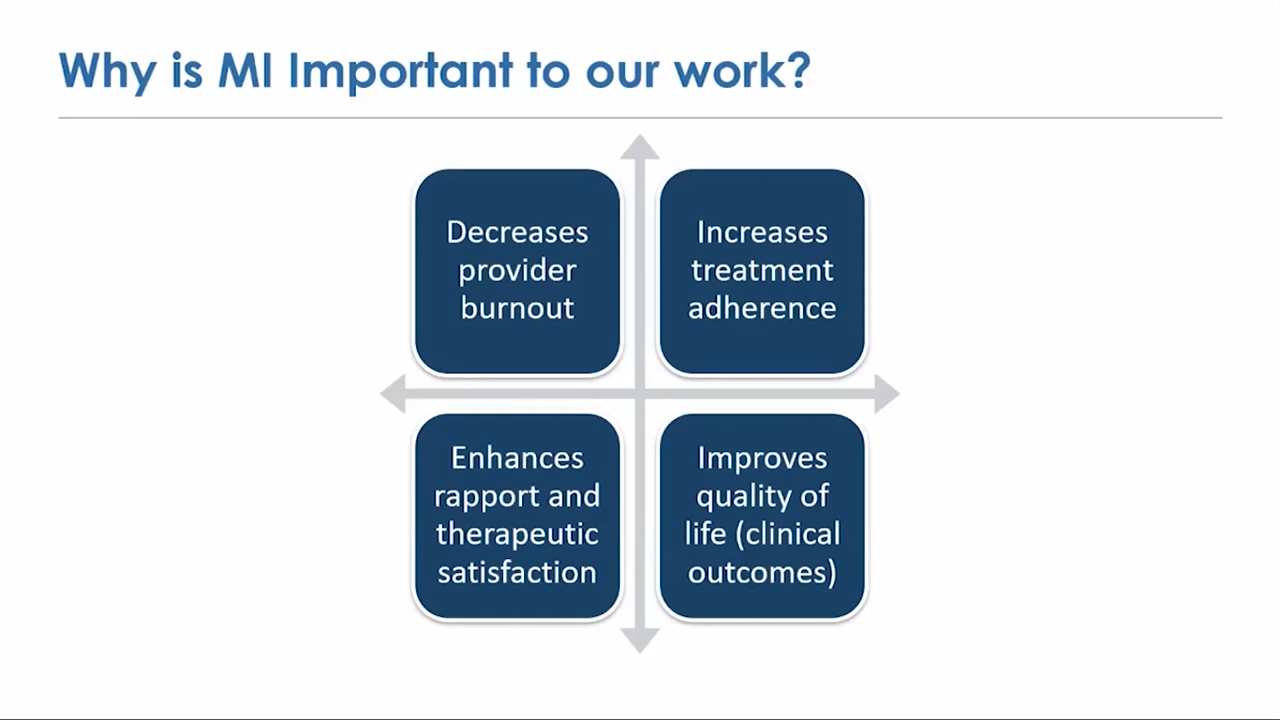 Why is MI Important to our work?
Decreases
provider
burnout
Increases
treatment
adherence
Enhances
rapport and
therapeutic
satisfaction
Improves
quality of
life (clinical
outcomes)